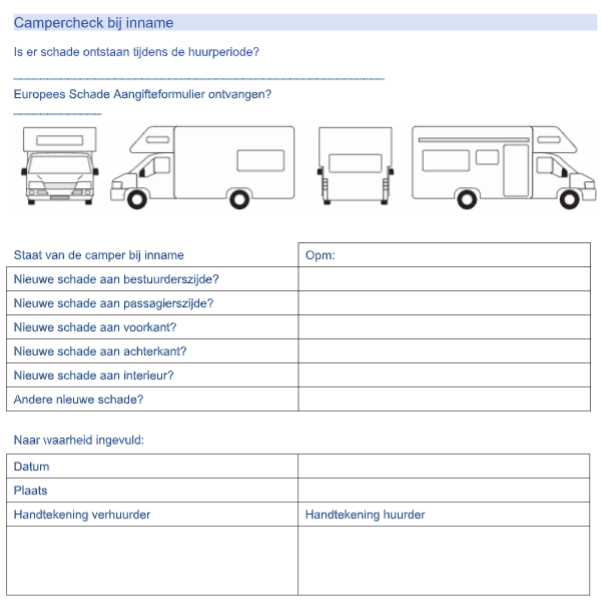 Campercheck bij inname
Is er schade ontstaan tijdens de huurperiode?
Europees Schade Aangifteformulier ontvangen?
Staat van de camper bij inname
Opm:
Nieuwe schade aan bestuurderszijde?
Nieuwe schade aan passagierszijde?
Nieuwe schade aan voorkant?
Nieuwe schade aan achterkant?
Nieuwe schade aan interieur?
Andere nieuwe schade?
Naar waarheid ingevuld:
Datum
Plaats
Handtekening verhuurder
Handtekening huurder